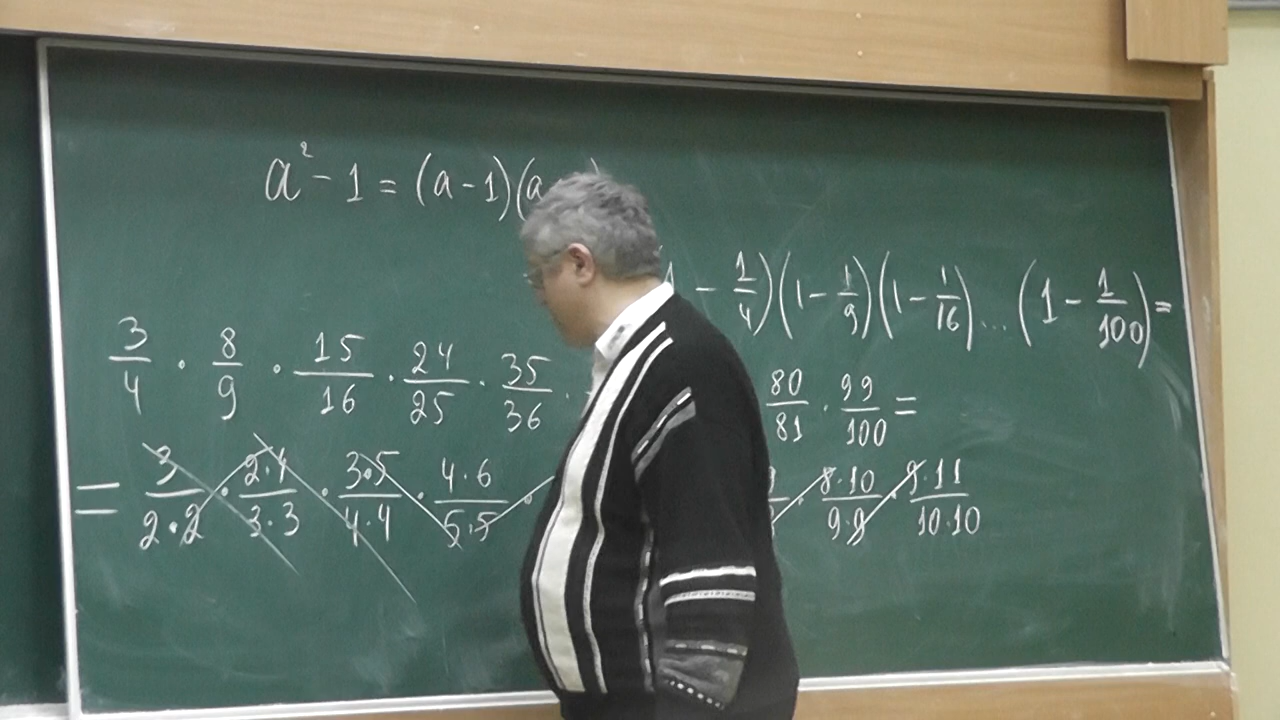 a² - 1 = (a - 1)(a
- 1/4)(1 - 1/9)(1 - 1/16)...(1 - 1/100) =
3/4 · 8/9 · 15/16 · 24/25 · 35/36 · 80/81 · 99/100 =
= 3/2·2 · 2·4/3·3 · 3·5/4·4 · 4·6/5·5 · 8·10/9·9 · 9·11/10·10